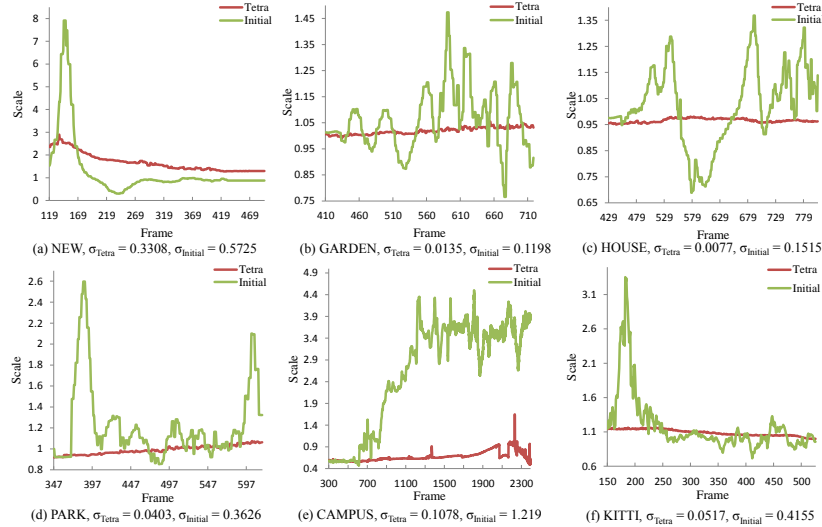 Tetra
Initial
8
7
6
5
4
3
2
1
0
Scale
119 169 219 269 319 369 419 469
Frame
(a) NEW, σTetra = 0.3308, σInitial = 0.5725
Tetra
Initial
1.45
1.35
1.25
1.15
1.05
0.95
0.85
0.75
Scale
410 460 510 560 610 660 710
Frame
(b) GARDEN, σTetra = 0.0135, σInitial = 0.1198
Tetra
Initial
1.35
1.25
1.15
1.05
0.95
0.85
0.75
0.65
Scale
429 479 529 579 629 679 729 779
Frame
(c) HOUSE, σTetra = 0.0077, σInitial = 0.1515
Tetra
Initial
2.6
2.4
2.2
2
1.8
1.6
1.4
1.2
1
0.8
Scale
347 397 447 497 547 597
Frame
(d) PARK, σTetra = 0.0403, σInitial = 0.3626
Tetra
Initial
4.9
4.4
3.9
3.4
2.9
2.4
1.9
1.4
0.9
0.4
Scale
300 600 900 1200 1500 1800 2300
Frame
(e) CAMPUS, σTetra = 0.1078, σInitial = 1.219
Tetra
Initial
3.1
2.6
2.1
1.6
1.1
0.6
Scale
150 200 250 300 350 400 450 500
Frame
(f) KITTI, σTetra = 0.0517, σInitial = 0.4155